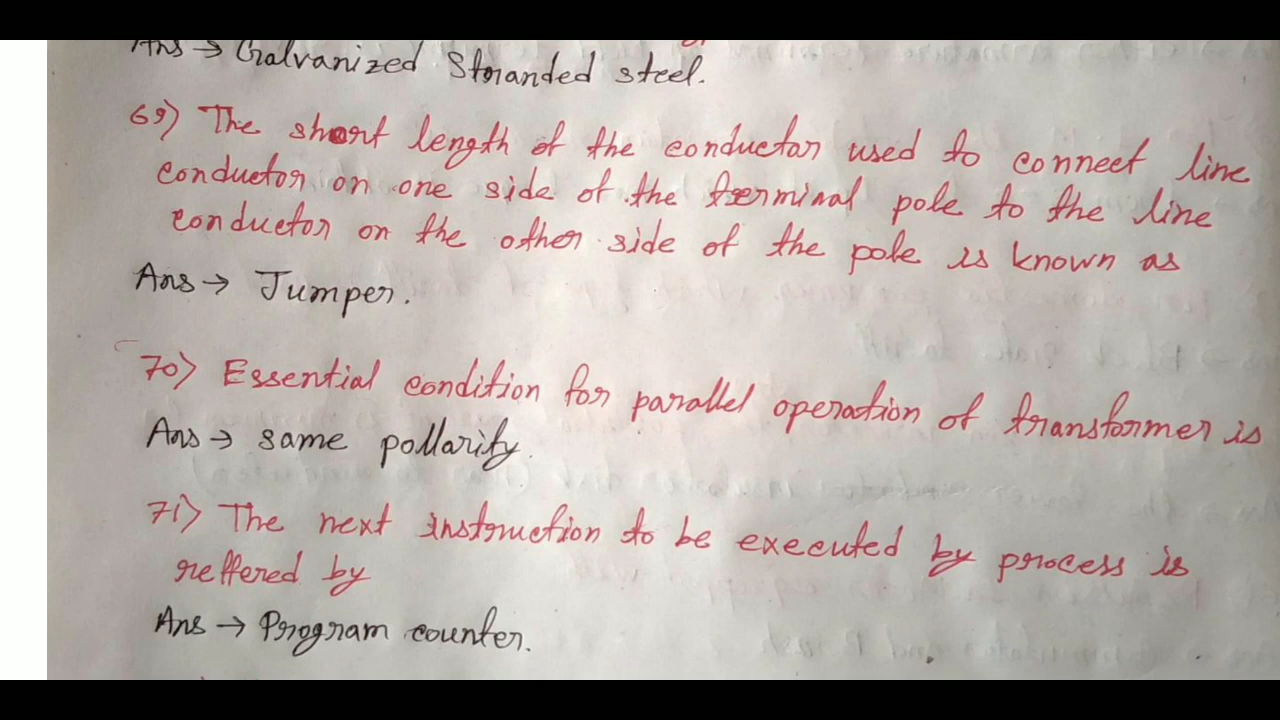 Ans → Galvanized Stranded steel.
69) The short length of the conductor used to connect line
conductor on one side of the terminal pole to the line
conductor on the other side of the pole is known as
Ans → Jumper.
70) Essential condition for parallel operation of transformer is
Ans → same pollarity.
71) The next instruction to be executed by process is
reffered by
Ans → Program counter.